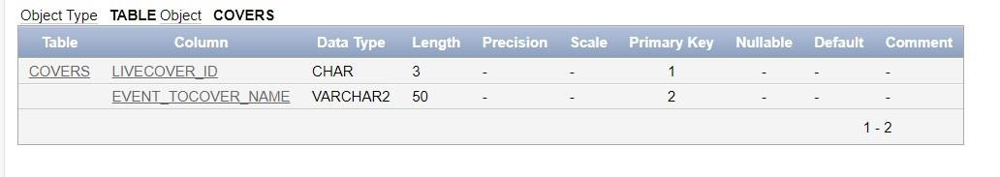 Object Type TABLE Object COVERS
Table Column Data Type Length Precision Scale Primary Key Nullable Default Comment
COVERS LIVECOVER_ID CHAR 3 - - 1 - - -
EVENT_TOCOVER_NAME VARCHAR2 50 - - 2 - - -
1 - 2